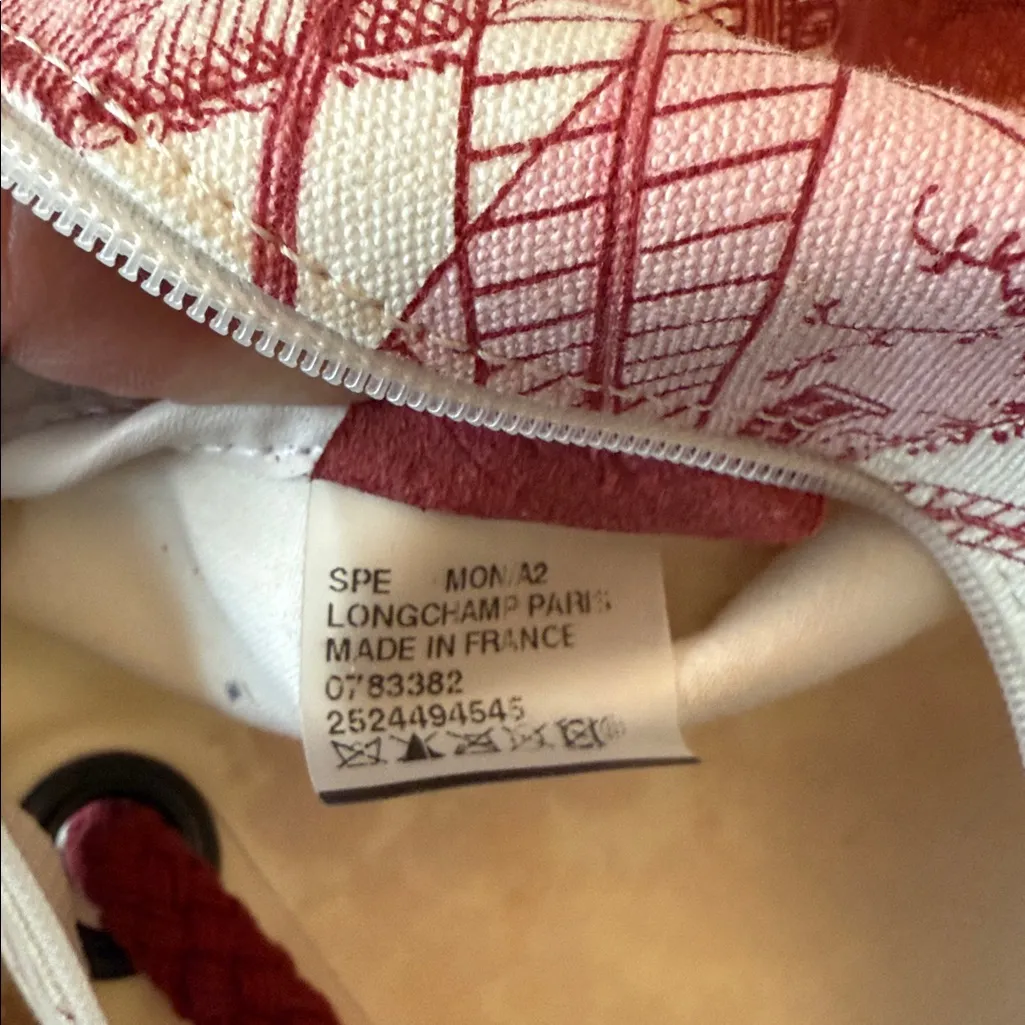 SPE MON/A2
LONGCHAMP PARIS
MADE IN FRANCE
0783382
2524494545